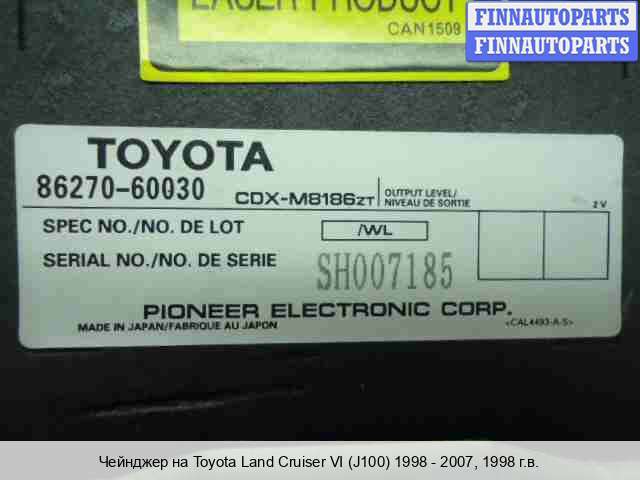 LASER PRODUCT
CAN1509
FINNAUTOPARTS
FINNAUTOPARTS
TOYOTA
86270-60030 CDX-M8186ZT OUTPUT LEVEL/
NIVEAU DE SORTIE 2V
SPEC NO./NO. DE LOT /WL
SERIAL NO./NO. DE SERIE SH007185
PIONEER ELECTRONIC CORP.
MADE IN JAPAN/FABRIQUE AU JAPON <CAL4493-A-S>
Чейнджер на Toyota Land Cruiser VI (J100) 1998 - 2007, 1998 г.в.